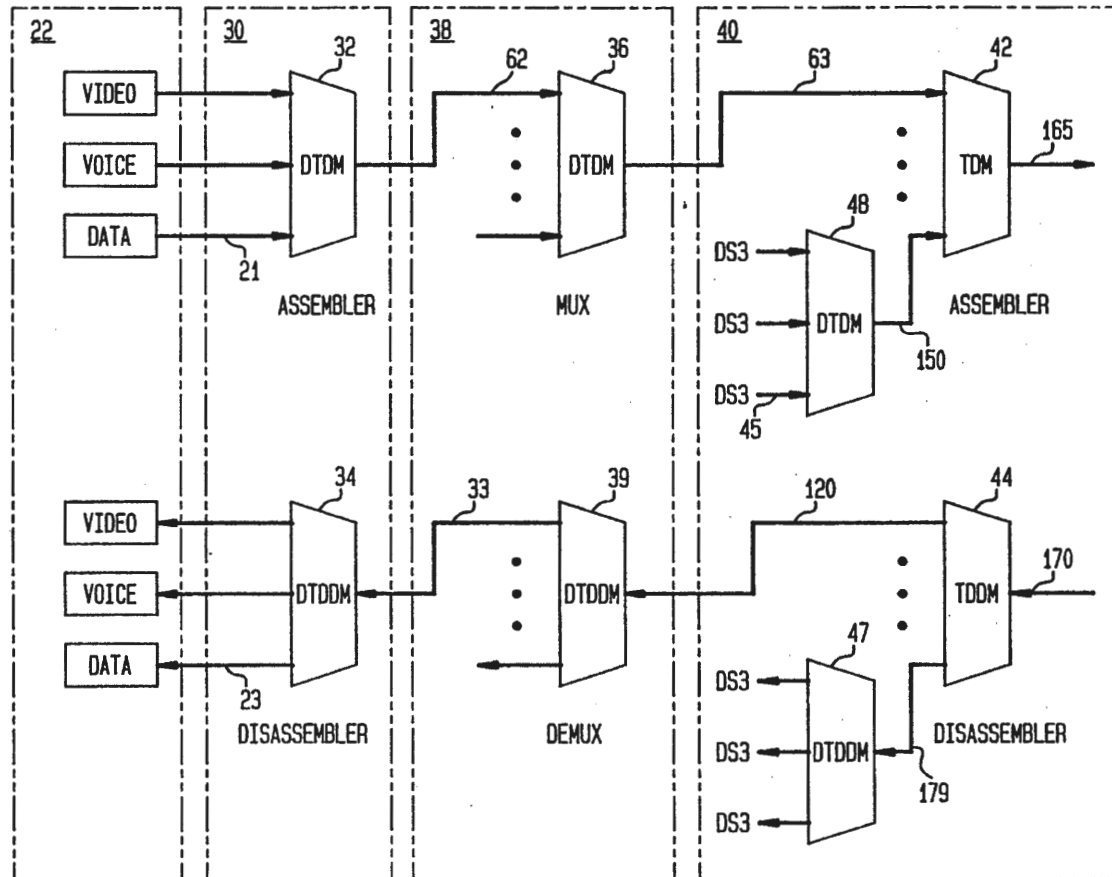 22
30
38
40
32
62
36
63
42
VIDEO
VOICE
DATA
DTDM
DTDM
TDM
165
21
48
DS3
DS3
DS3
DTDM
150
45
ASSEMBLER
MUX
ASSEMBLER
34
33
39
120
44
VIDEO
VOICE
DATA
DTDDM
DTDDM
TDDM
170
23
47
DS3
DS3
DS3
DTDDM
179
DISASSEMBLER
DEMUX
DISASSEMBLER